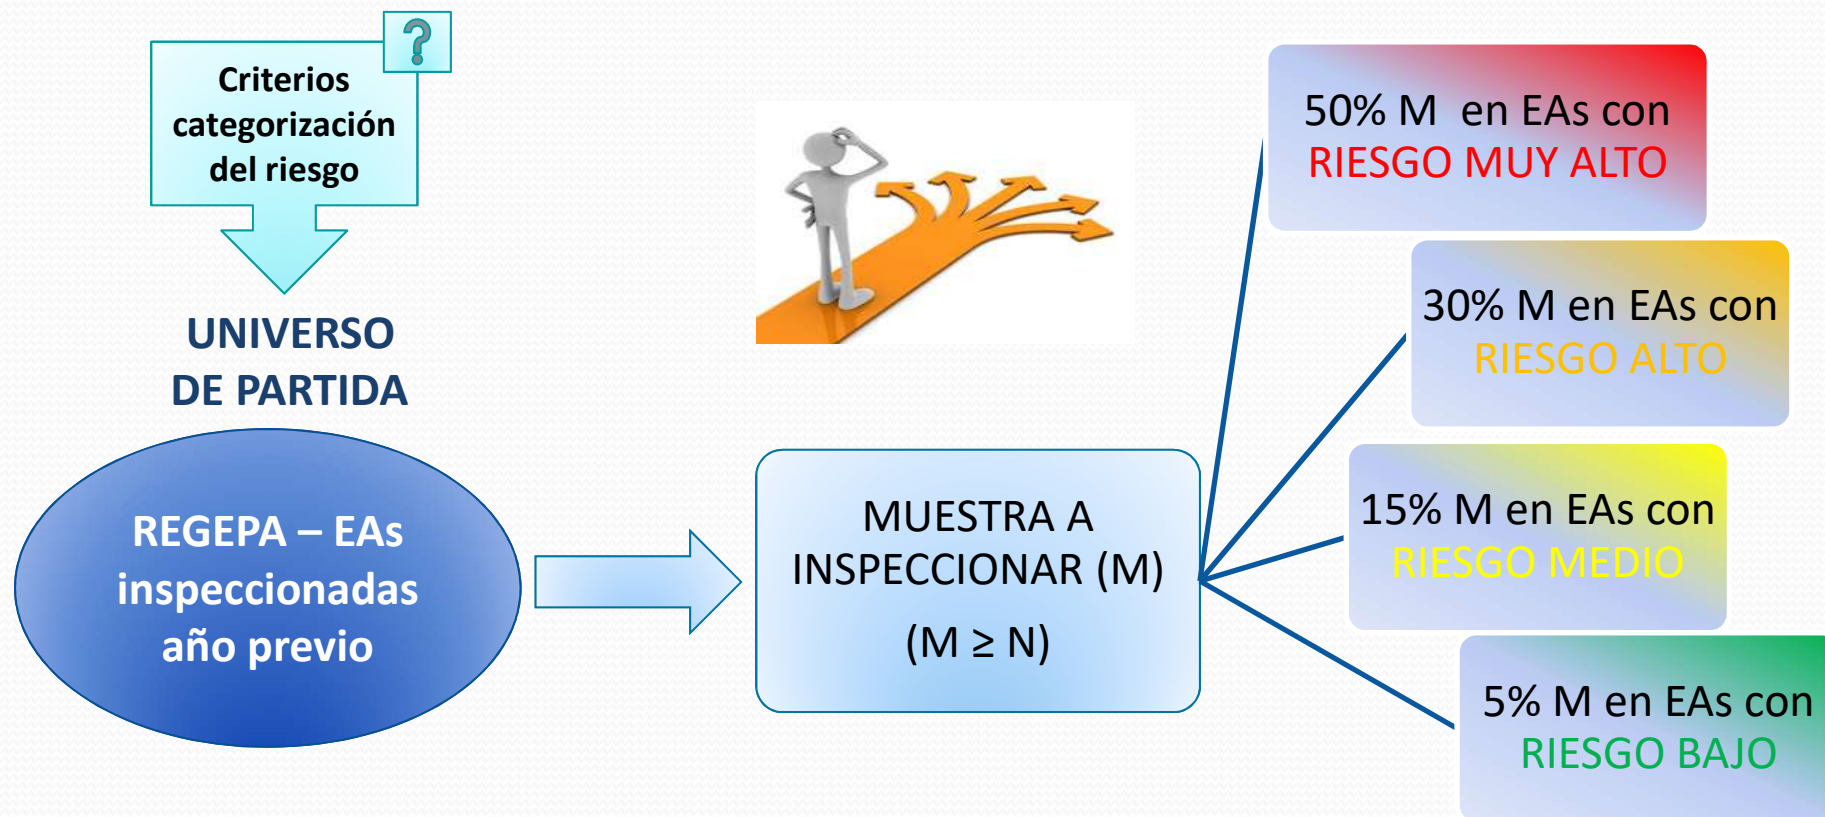 ?
Criterios
categorización
del riesgo
UNIVERSO
DE PARTIDA
REGEPA – EAs
inspeccionadas
año previo
MUESTRA A
INSPECCIONAR (M)
(M ≥ N)
50% M en EAs con
RIESGO MUY ALTO
30% M en EAs con
RIESGO ALTO
15% M en EAs con
RIESGO MEDIO
5% M en EAs con
RIESGO BAJO